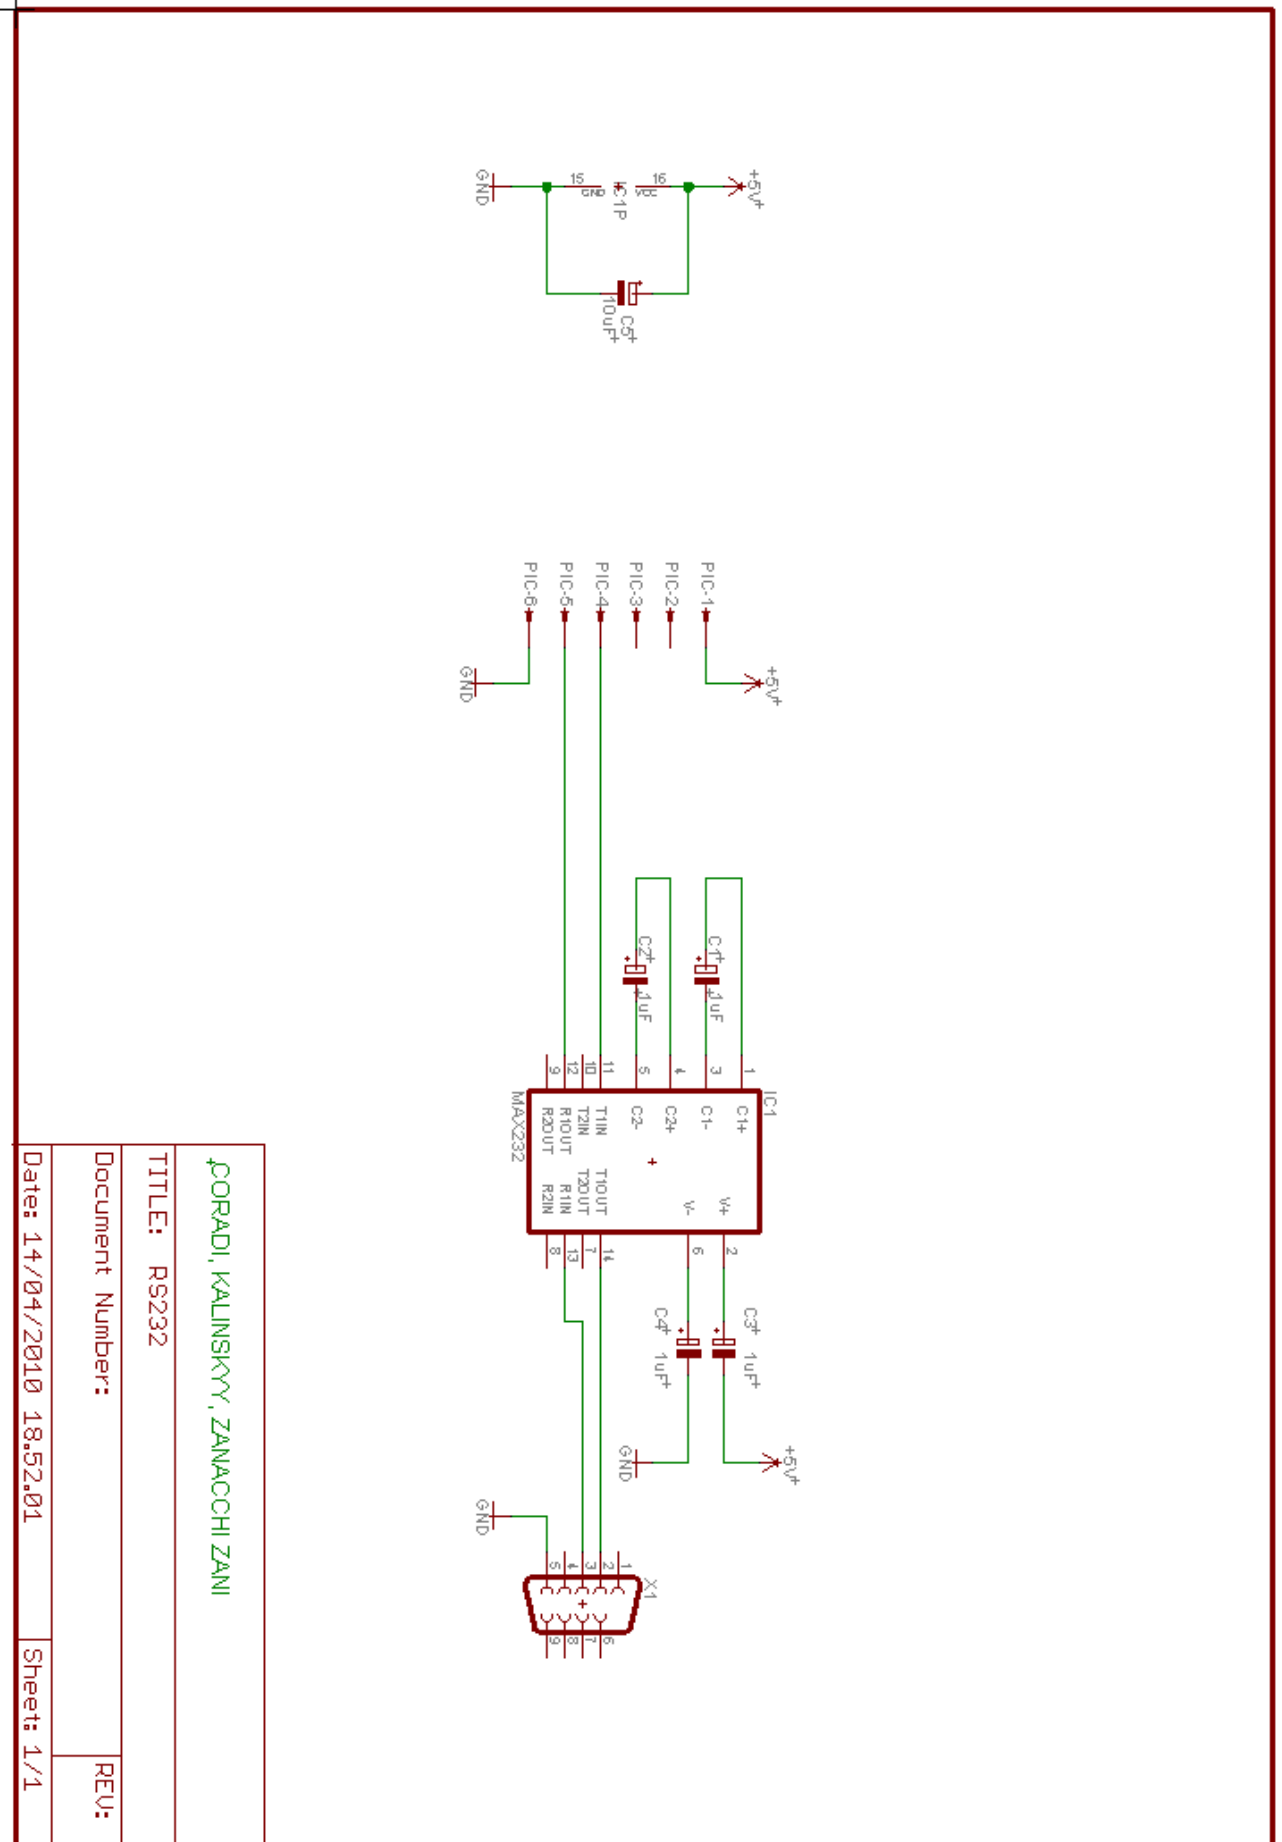 +5V
16
IC1P
15
GND
C5
10uF
PIC-1
PIC-2
PIC-3
PIC-4
PIC-5
PIC-6
+5V
GND
C1
1uF
C2
1uF
IC1
1 C1+
3 C1-
4 C2+
5 C2-
11 T1IN T1OUT 14
10 T2IN T2OUT 7
12 R1OUT R1IN 13
9 R2OUT R2IN 8
V+ 2
V- 6
MAX232
C3
1uF
C4
1uF
+5V
GND
GND
X1
1
2
3
4
5
6
7
8
9
CORADI, KALINSKYY, ZANACCHI ZANI
TITLE: RS232
Document Number:
REV:
Date: 14/04/2010 18.52.01
Sheet: 1/1